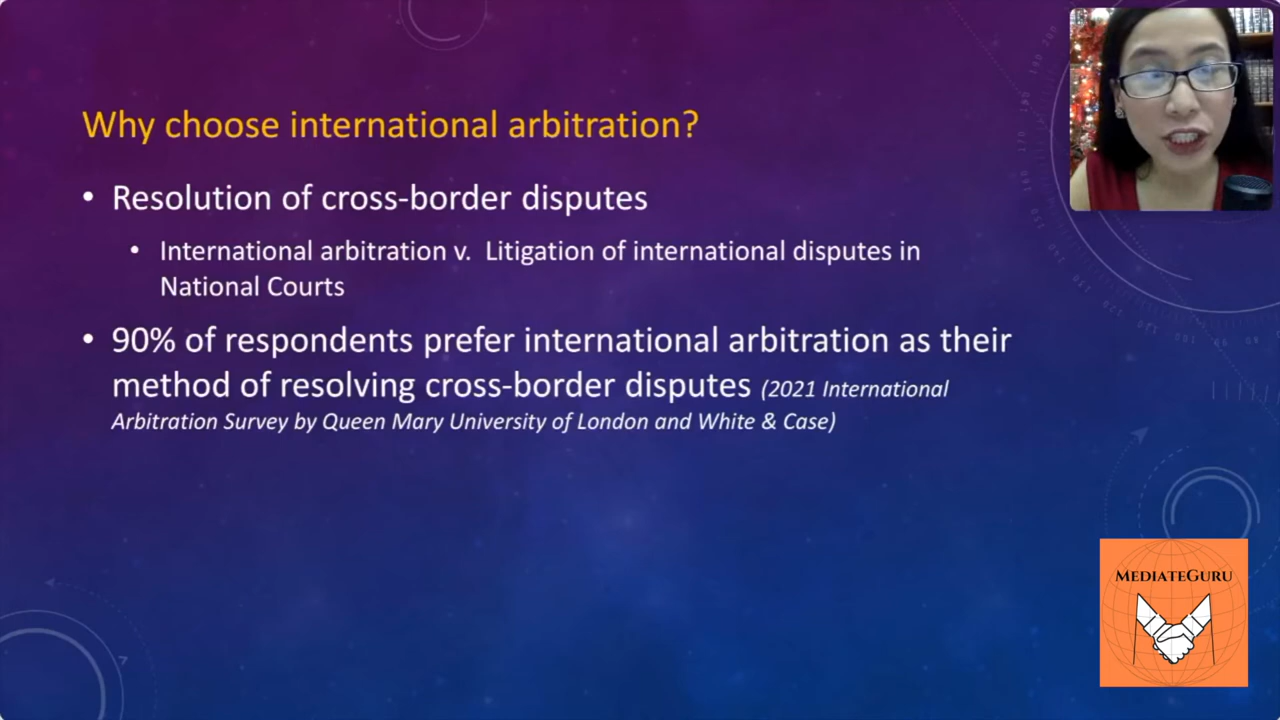 Why choose international arbitration?
• Resolution of cross-border disputes
• International arbitration v. Litigation of international disputes in
National Courts
• 90% of respondents prefer international arbitration as their
method of resolving cross-border disputes (2021 International
Arbitration Survey by Queen Mary University of London and White & Case)
MEDIATEGURU